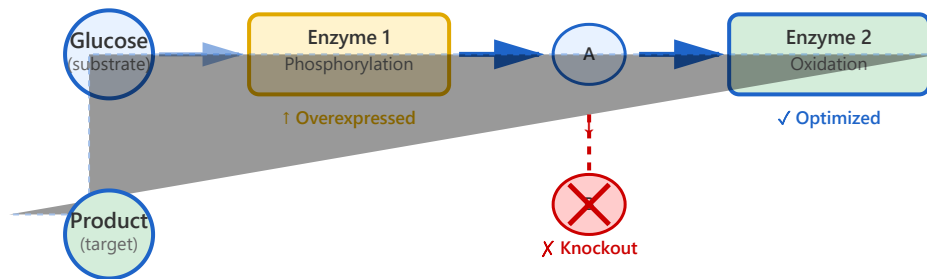 Glucose
(substrate)
Enzyme 1
Phosphorylation
A
Enzyme 2
Oxidation
↑ Overexpressed
✓ Optimized
Product
(target)
✗ Knockout